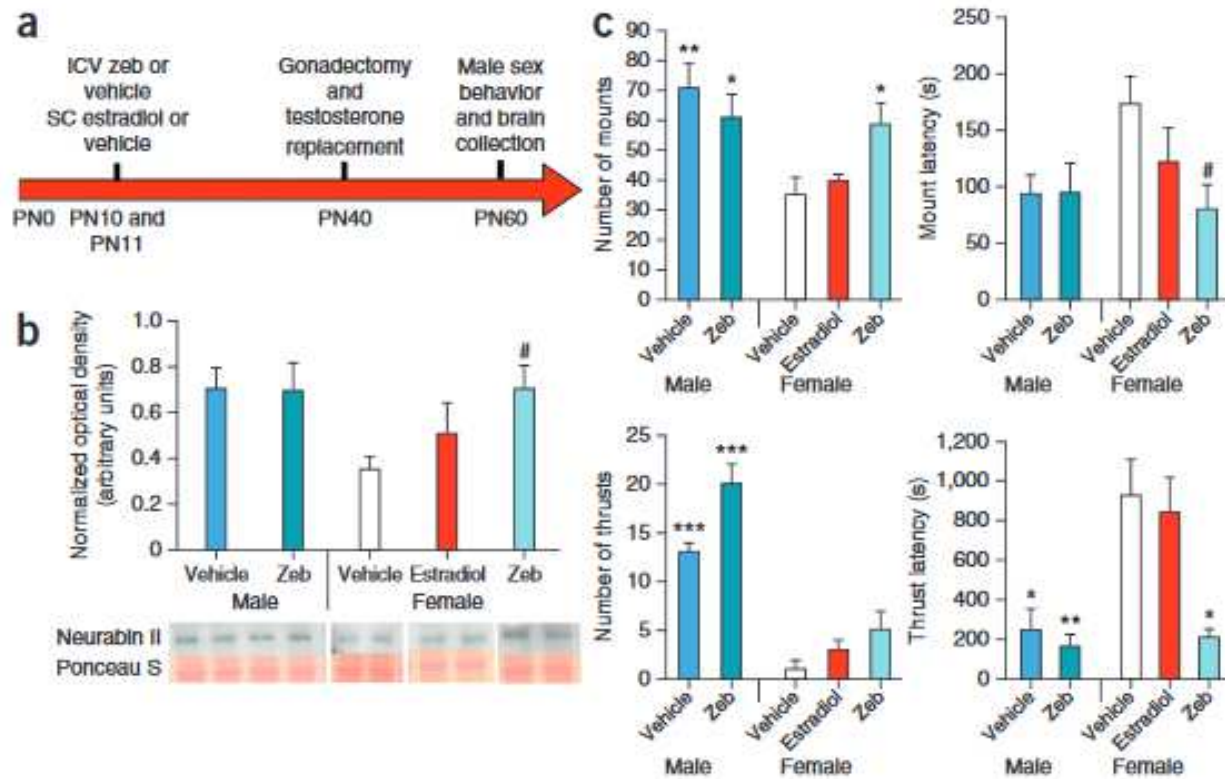 a
ICV zeb or
vehicle
SC estradiol or
vehicle
Gonadectomy
and
testosterone
replacement
Male sex
behavior
and brain
collection
PN0
PN10 and
PN11
PN40
PN60
b
Normalized optical density
(arbitrary units)
1.0
0.8
0.6
0.4
0.2
0
#
Vehicle Zeb Vehicle Estradiol Zeb
Male Female
Neurabin II
Ponceau S
c
Number of mounts
90
80
70
60
50
40
30
20
10
0
** * *
Vehicle Zeb Vehicle Estradiol Zeb
Male Female
Mount latency (s)
250
200
150
100
50
0
#
Vehicle Zeb Vehicle Estradiol Zeb
Male Female
Number of thrusts
25
20
15
10
5
0
*** ***
Vehicle Zeb Vehicle Estradiol Zeb
Male Female
Thrust latency (s)
1,200
1,000
800
600
400
200
0
* ** *
Vehicle Zeb Vehicle Estradiol Zeb
Male Female